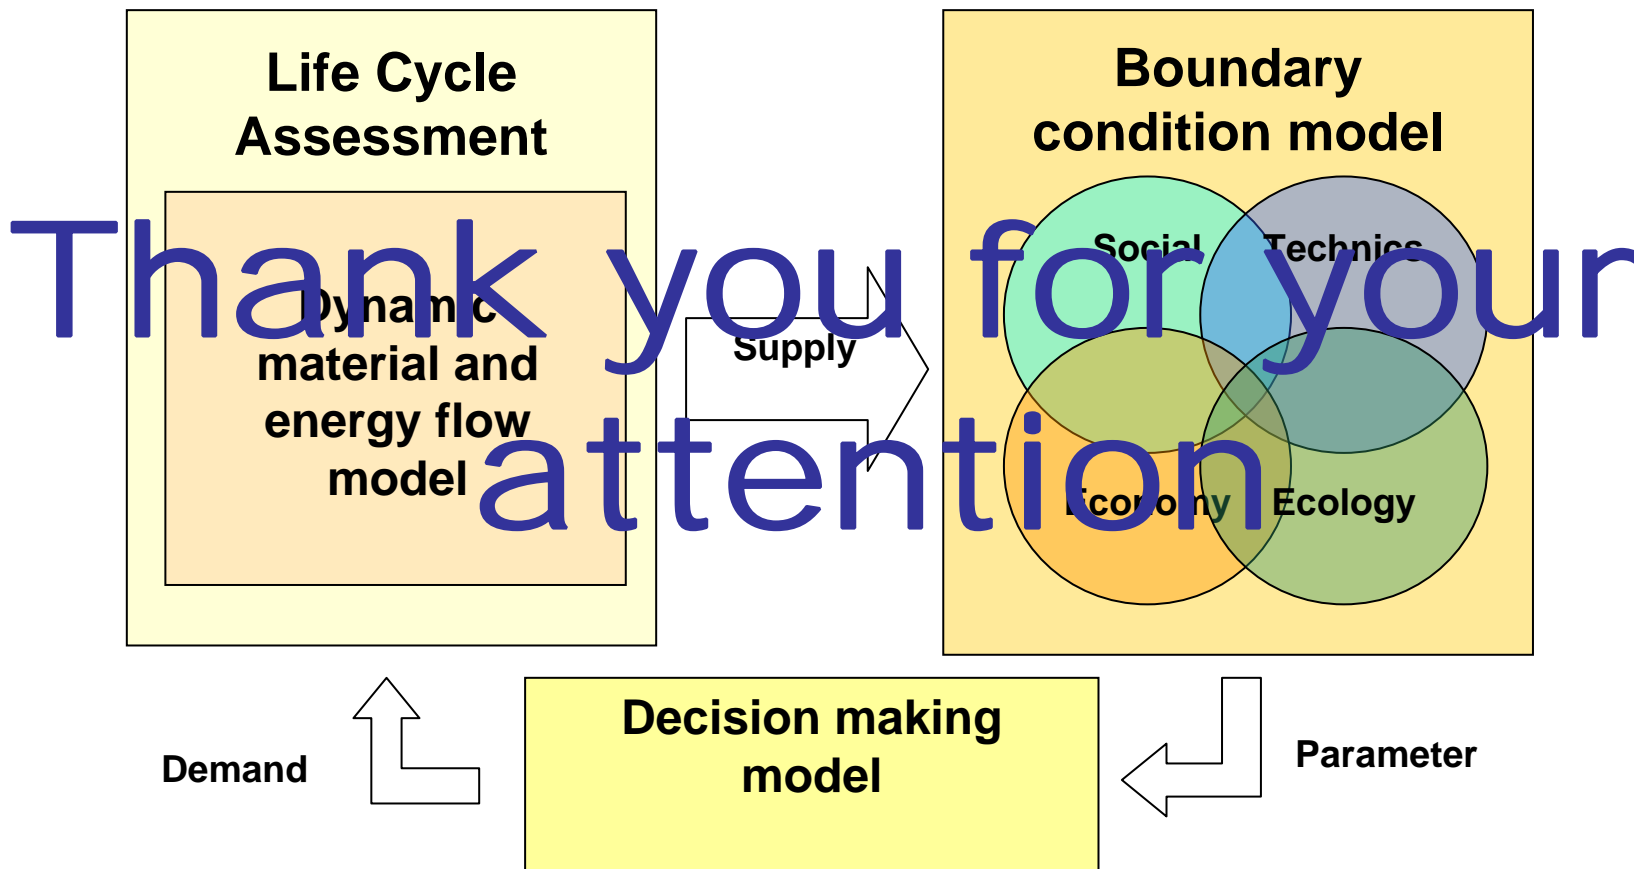 Life Cycle
Assessment
Boundary
condition model
Thank you for your
attention
Dynamic
material and
energy flow
model
Supply
Social
Technics
Economy
Ecology
Demand
Decision making
model
Parameter